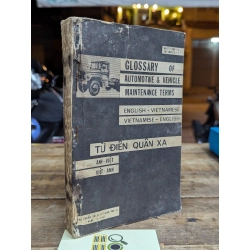 GLOSSARY OF
AUTOMOTIVE & VEHICLE
MAINTENANCE TERMS
ENGLISH - VIETNAMESE
VIETNAMESE - ENGLISH
TỪ ĐIỂN QUÂN XA
ANH-VIỆT
VIỆT ANH